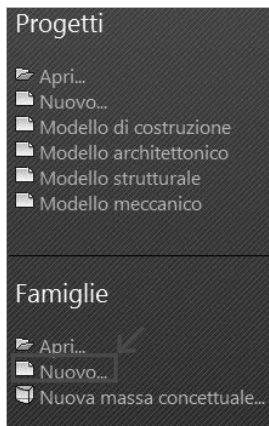 Progetti
Apri...
Nuovo...
Modello di costruzione
Modello architettonico
Modello strutturale
Modello meccanico
Famiglie
Apri...
Nuovo...
Nuova massa concettuale...